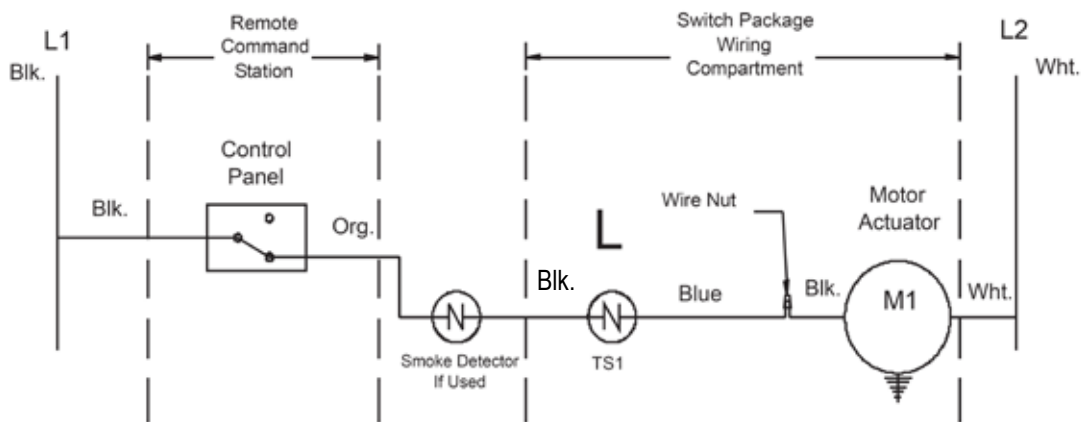 L1
Blk.
Remote
Command
Station
Switch Package
Wiring
Compartment
L2
Wht.
Control
Panel
Blk.
Org.
Smoke Detector
If Used
Blk.
L
TS1
Blue
Wire Nut
Blk.
Motor
Actuator
M1
Wht.